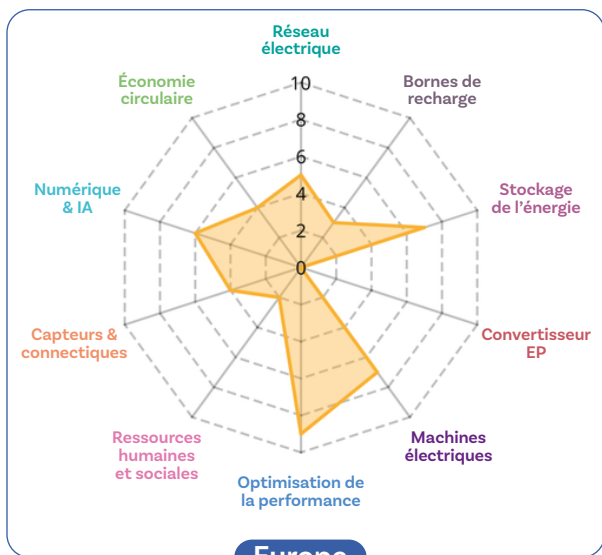 Réseau
électrique
Économie
circulaire
Bornes de
recharge
10
8
6
4
2
0
Numérique
& IA
Stockage
de l'énergie
Capteurs &
connectiques
Convertisseur
EP
Ressources
humaines
et sociales
Machines
électriques
Optimisation de
la performance
Europe